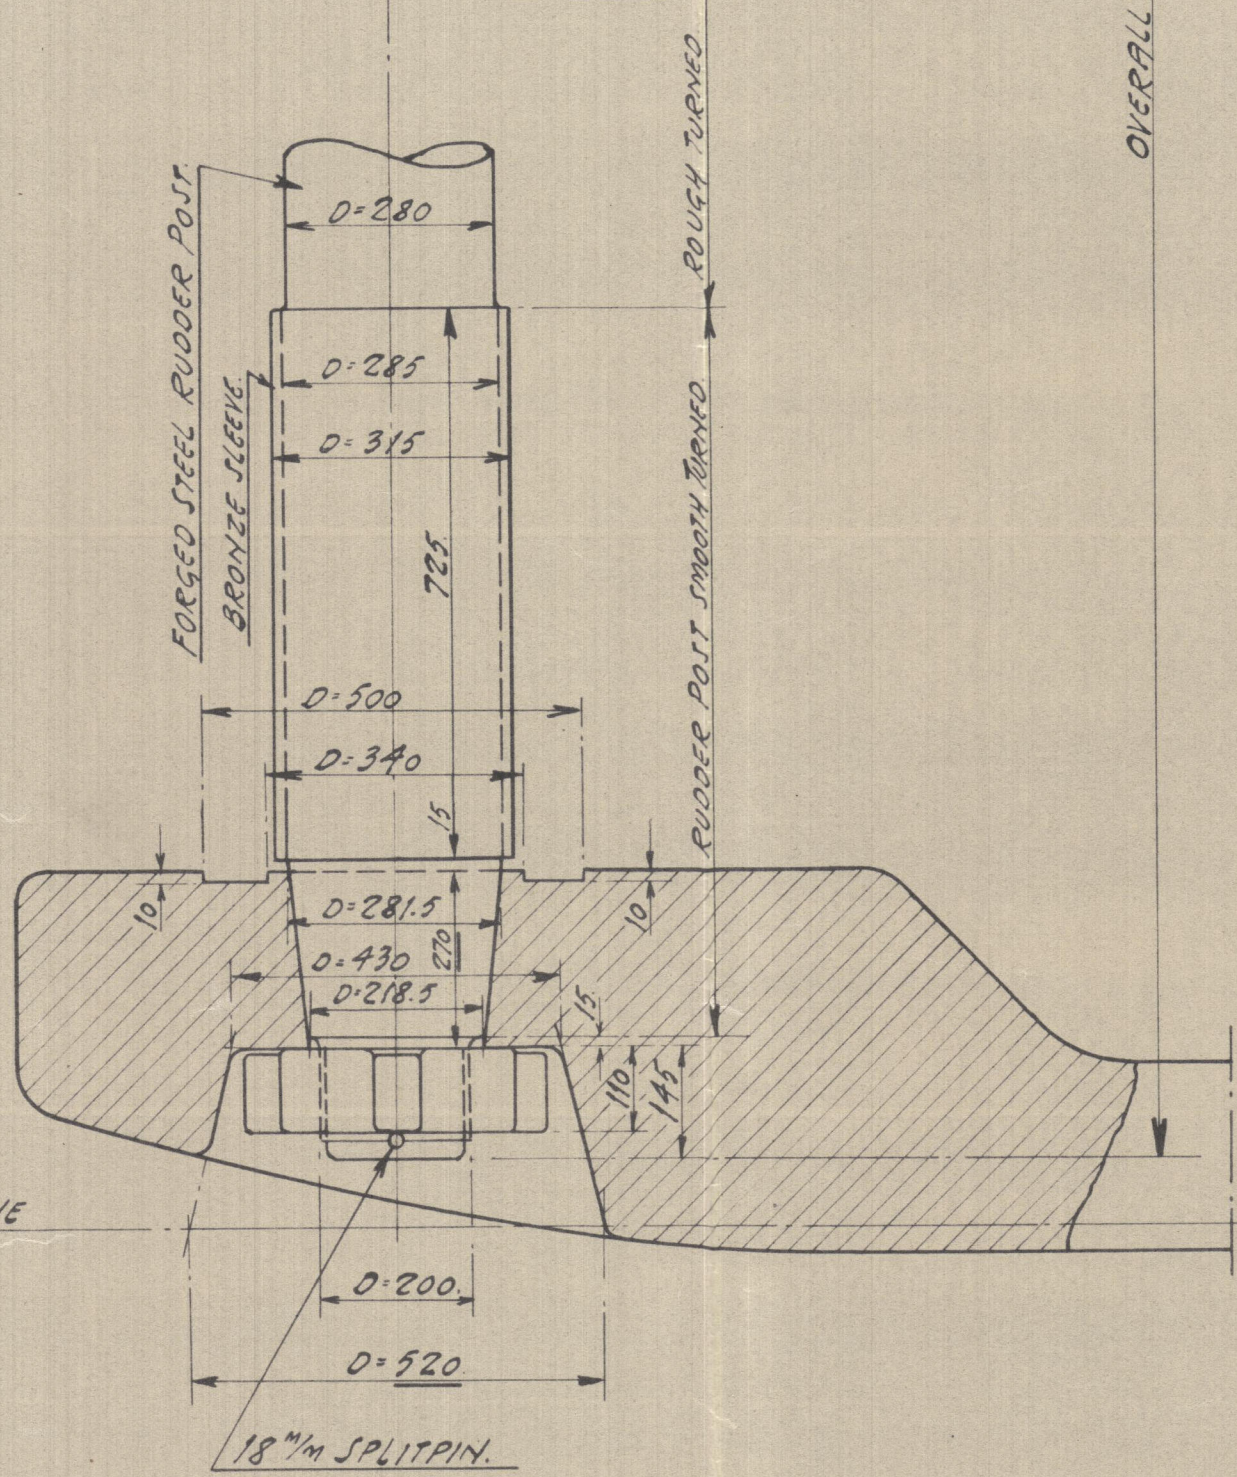 OVERALL
ROUGH TURNED.
FORGED STEEL RUDDER POST.
D=280
BRONZE SLEEVE.
D=285
D=315
725
RUDDER POST SMOOTH TURNED.
D=500
D=340
15
10
10
D=281.5
270
D=430
D=218.5
15
110
145
D=200.
D=520.
18 M/M SPLITPIN.